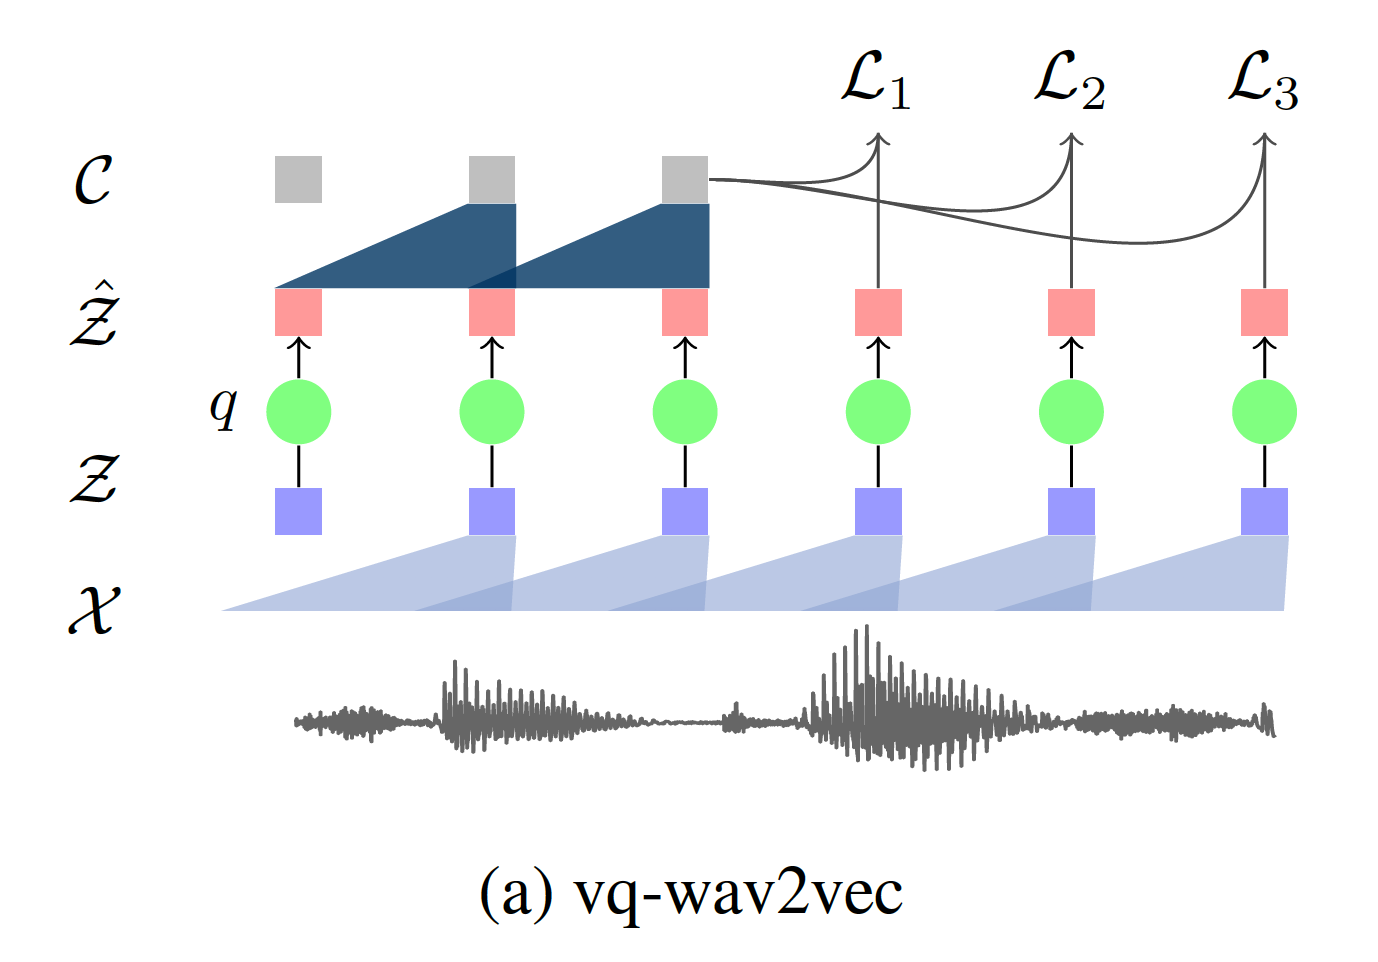 ℒ₁ ℒ₂ ℒ₃
𝒞
𝒵̂
q
𝒵
𝒳
(a) vq-wav2vec